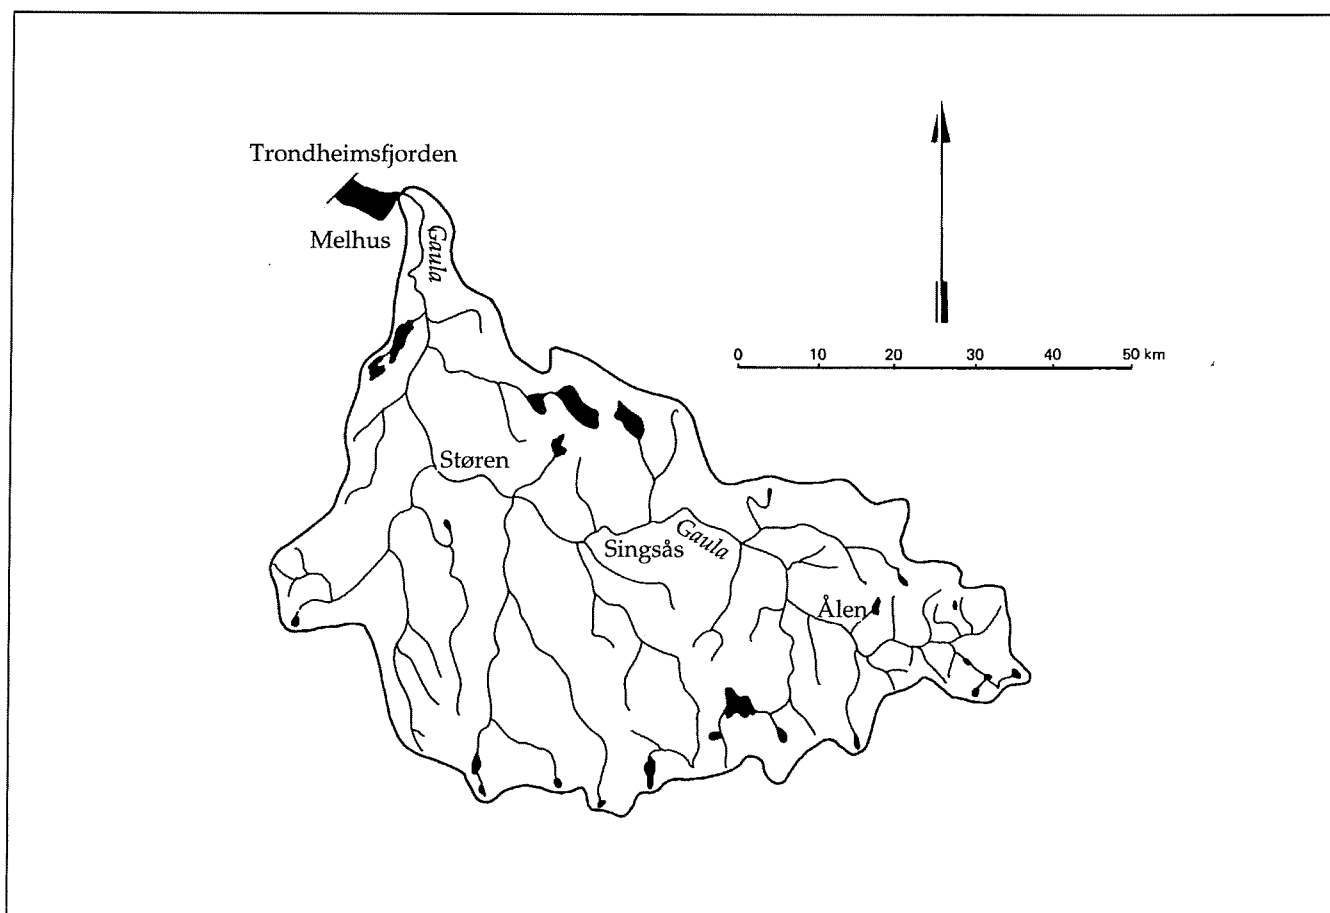 Trondheimsfjorden
Melhus
Gaula
0 10 20 30 40 50 km
Støren
Gaula
Singsås
Ålen